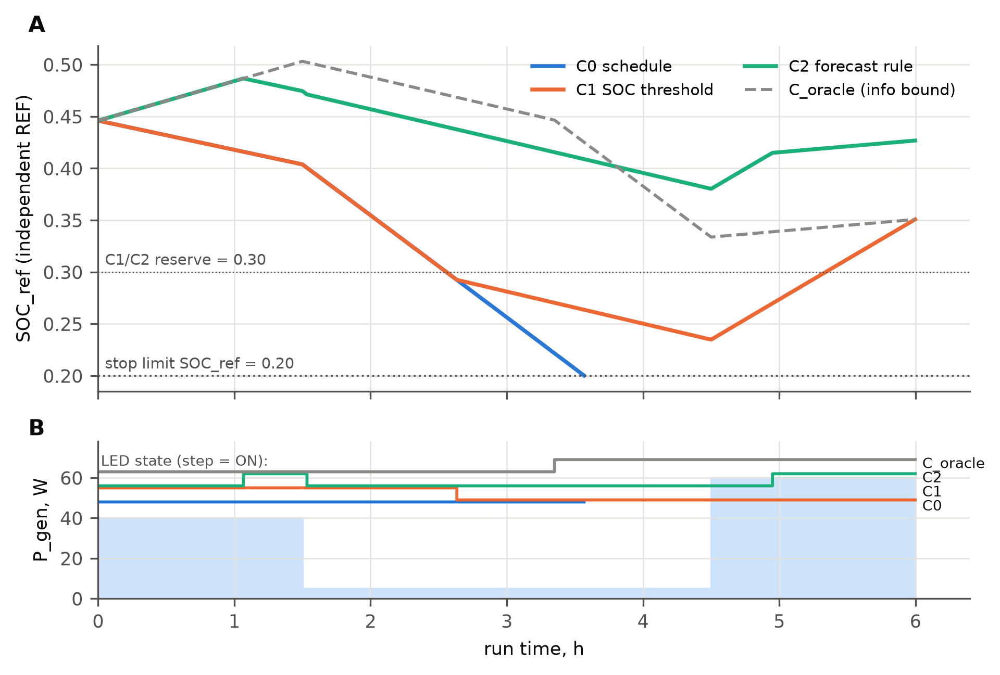 A
C0 schedule
C1 SOC threshold
C2 forecast rule
C_oracle (info bound)
SOC_ref (independent REF)
0.50
0.45
0.40
0.35
0.30
0.25
0.20
C1/C2 reserve = 0.30
stop limit SOC_ref = 0.20
B
LED state (step = ON):
C_oracle
C2
C1
C0
P_gen, W
60
40
20
0
0 1 2 3 4 5 6
run time, h